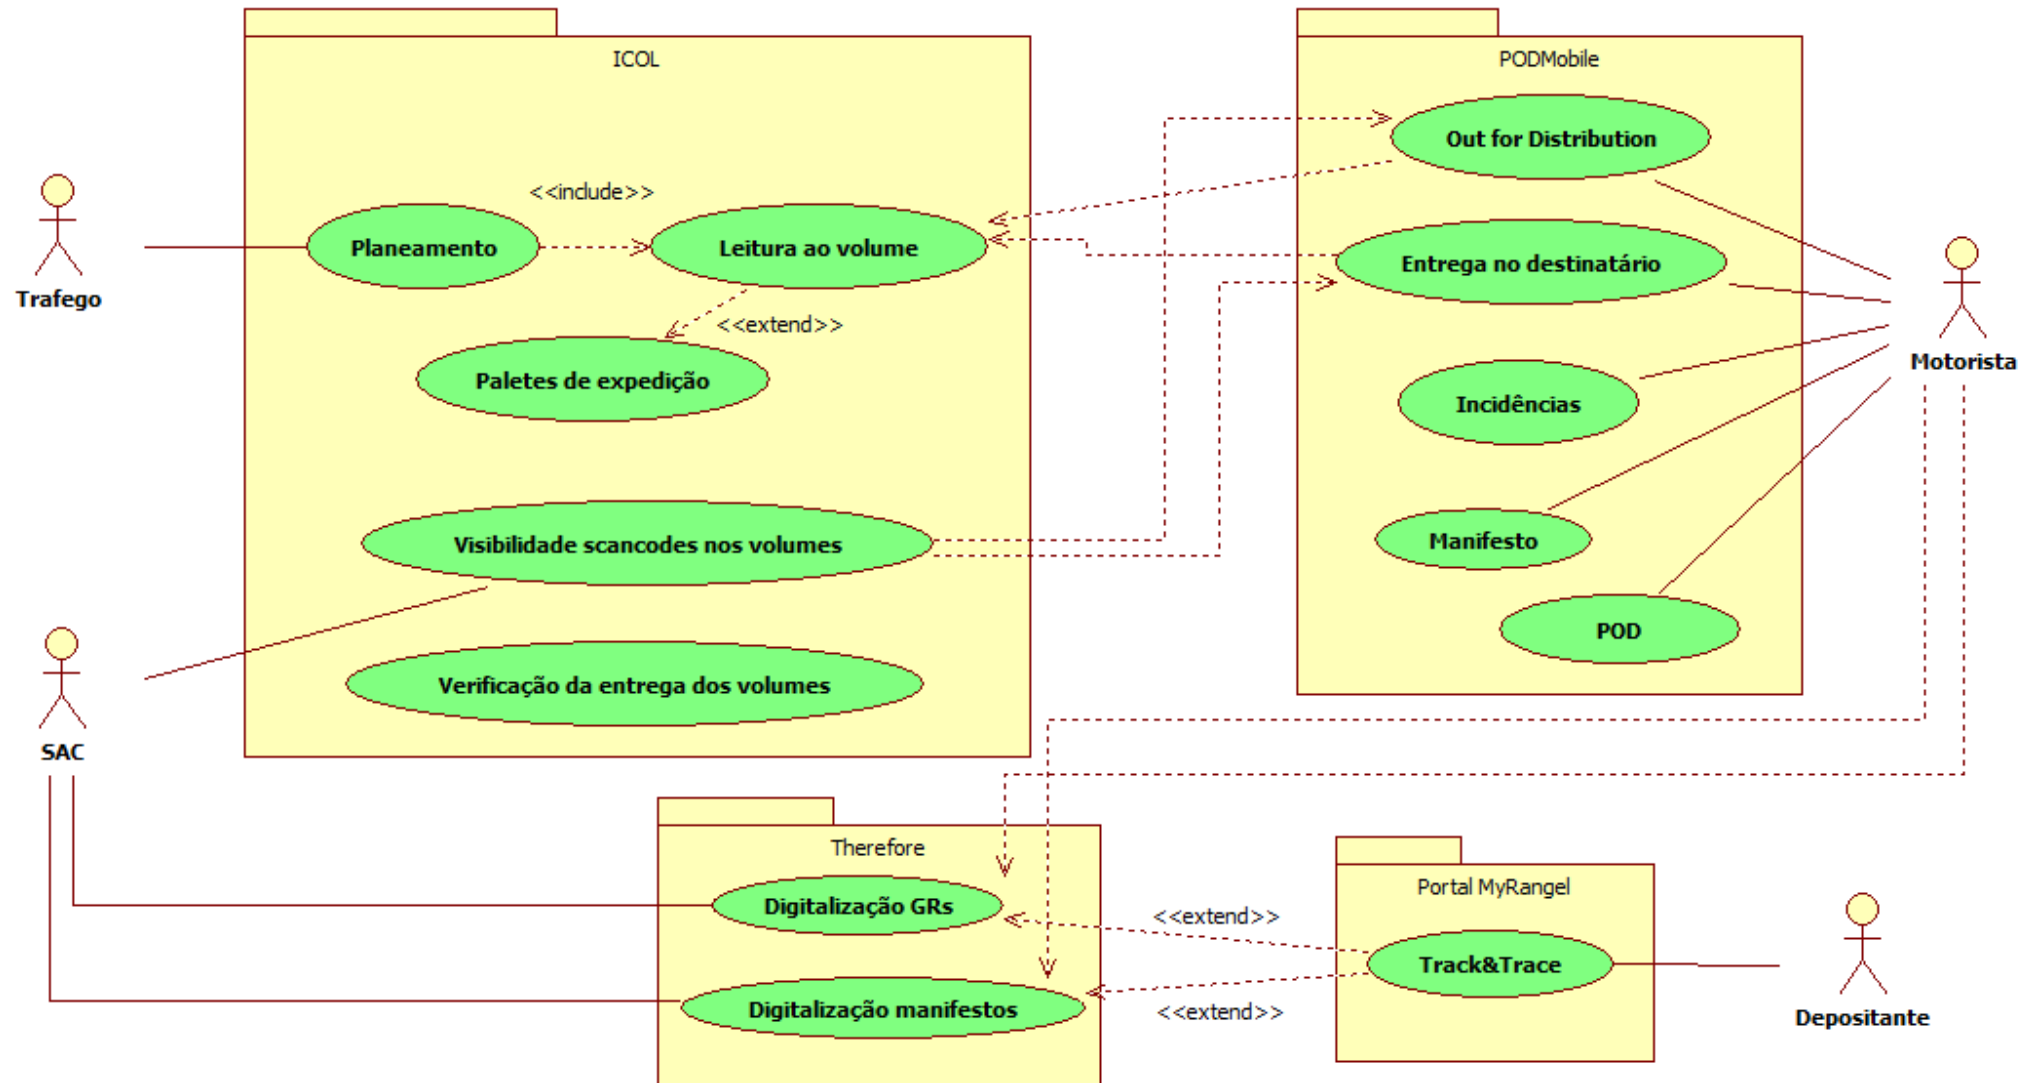 ICOL
PODMobile
Out for Distribution
<<include>>
Planeamento
Leitura ao volume
Entrega no destinatário
Trafego
<<extend>>
Motorista
Paletes de expedição
Incidências
Visibilidade scancodes nos volumes
Manifesto
POD
Verificação da entrega dos volumes
SAC
Therefore
Portal MyRangel
Digitalização GRs
<<extend>>
Track&Trace
Digitalização manifestos
<<extend>>
Depositante